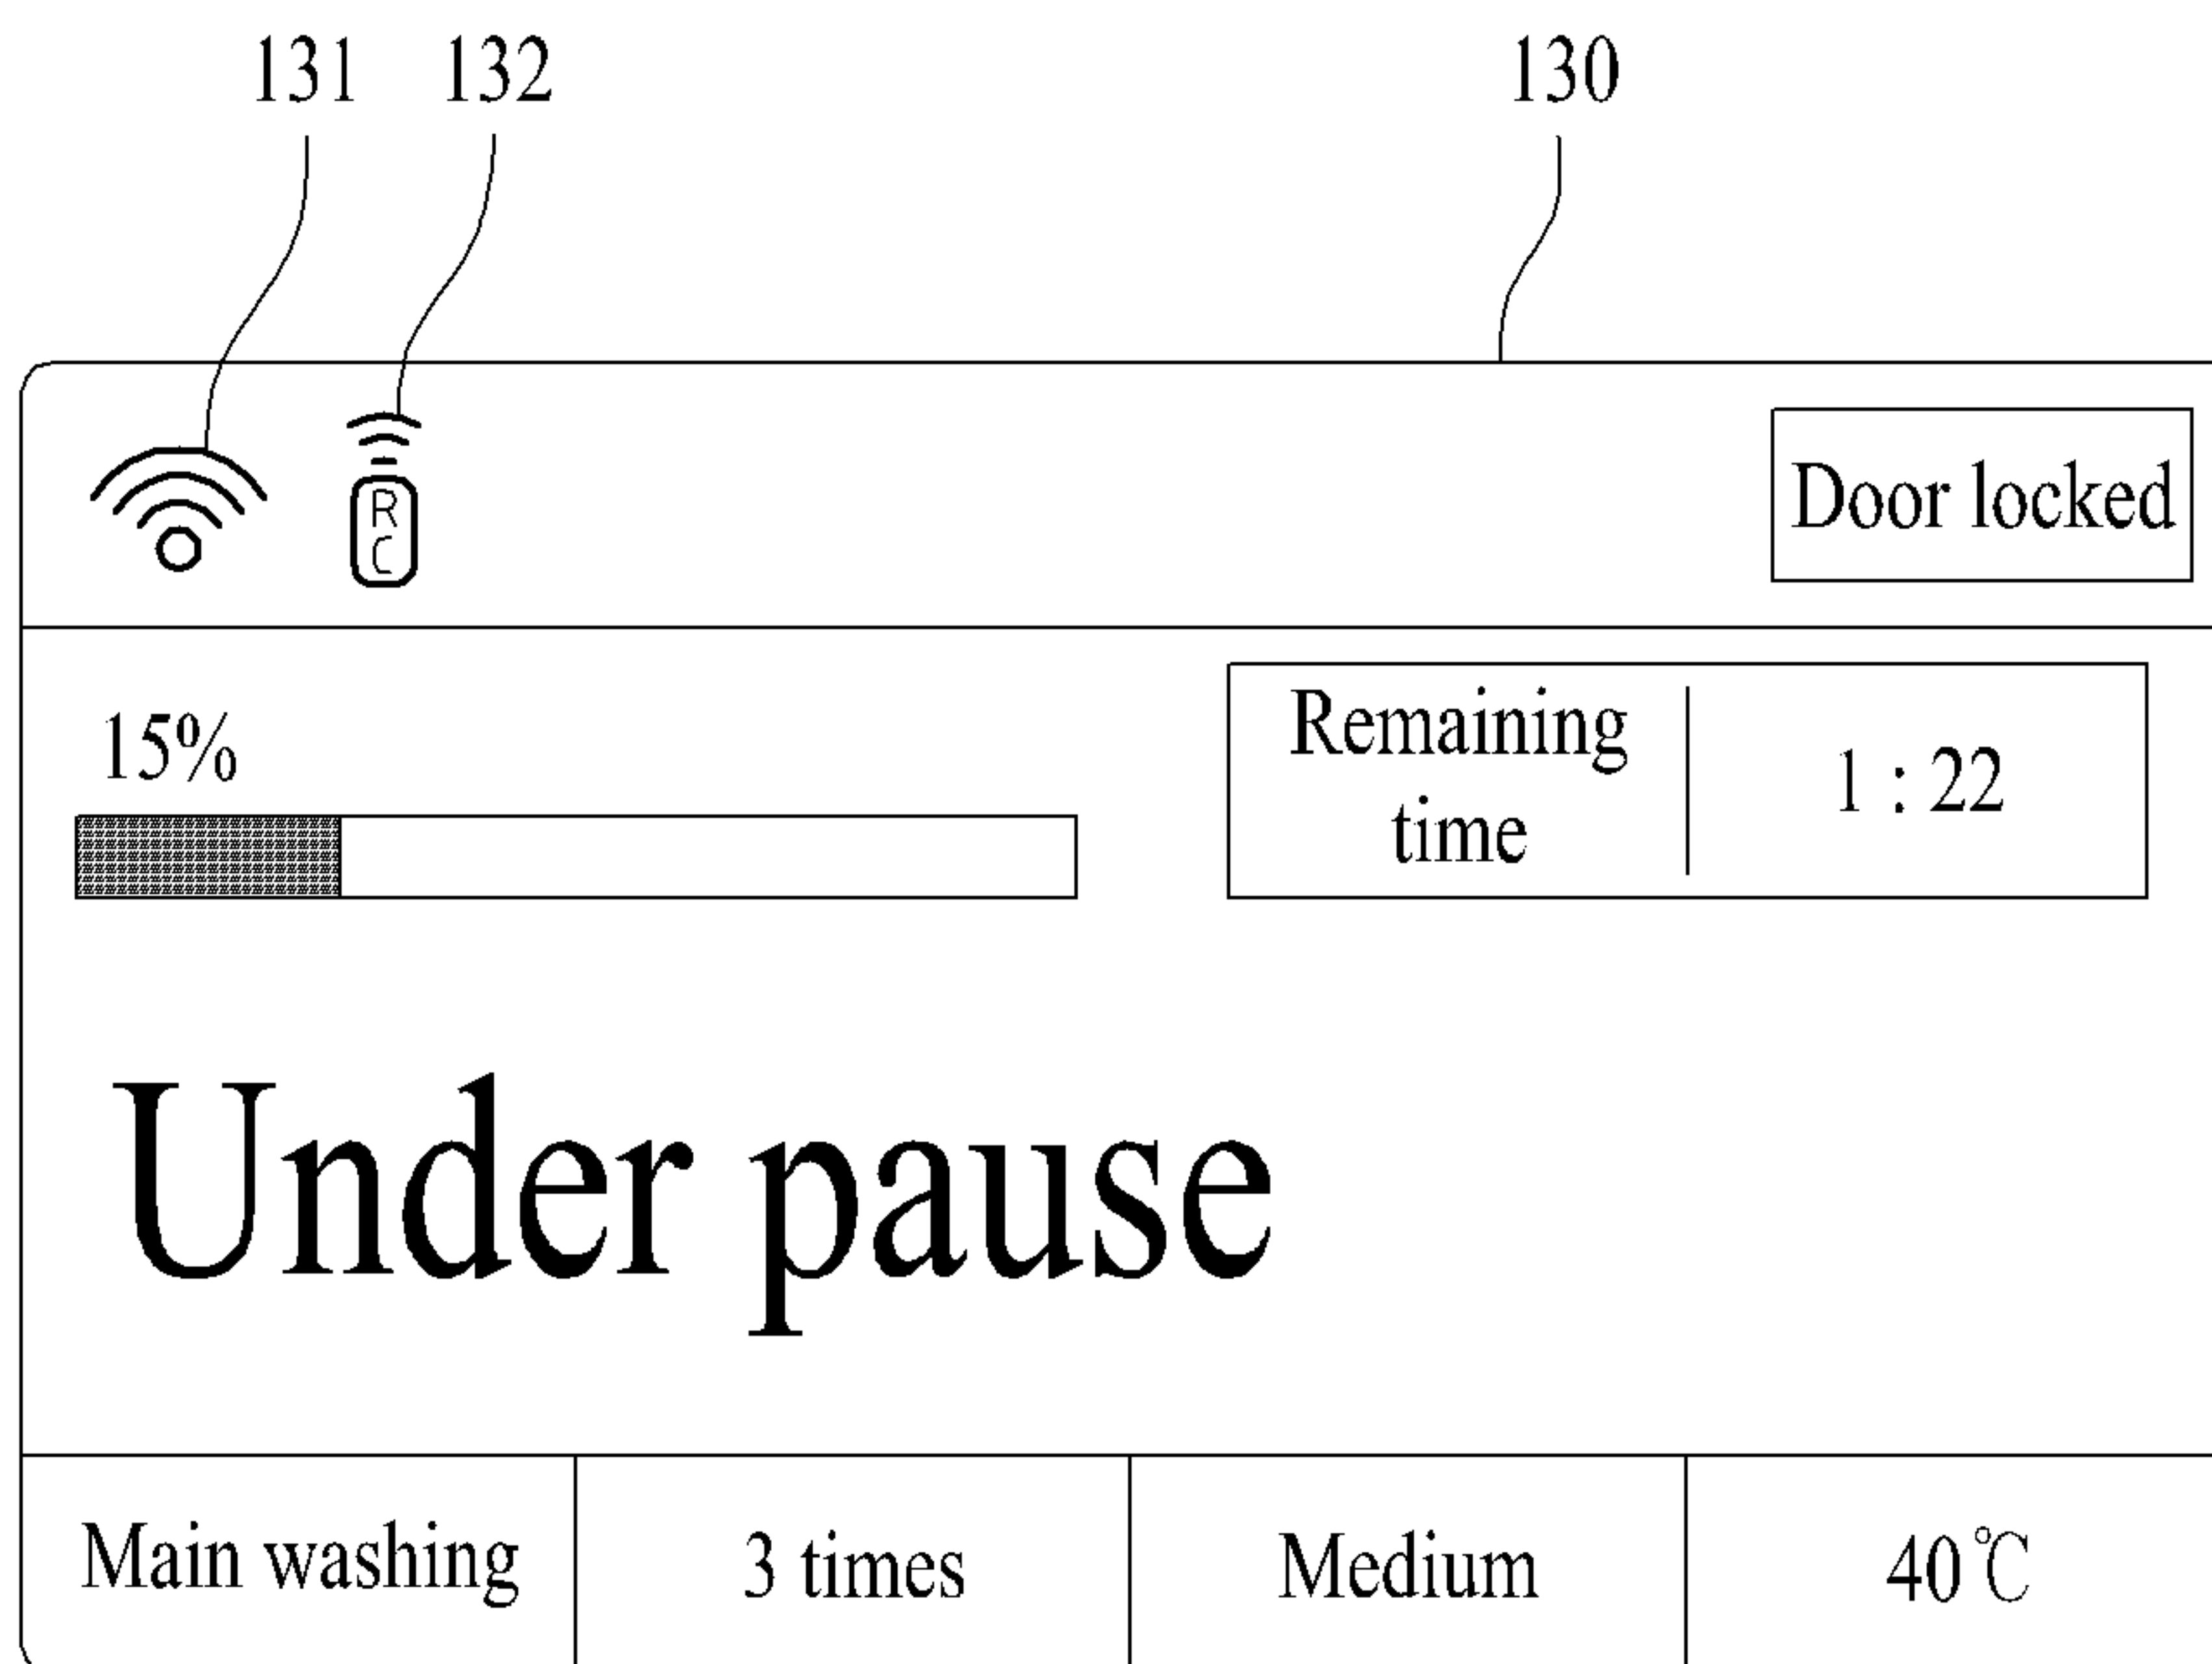 131 132 130
R
C
Door locked
15%
Remaining
time
1 : 22
Under pause
Main washing 3 times Medium 40℃